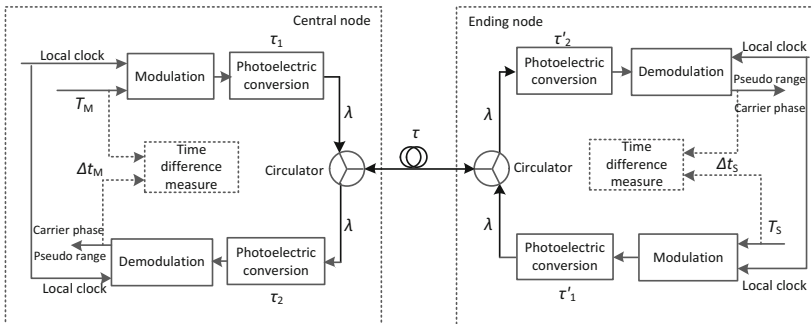 Central node
Local clock
Modulation
τ1
Photoelectric
conversion
TM
λ
Time
difference
measure
ΔtM
Circulator
τ
λ
Carrier phase
Pseudo range
Demodulation
Photoelectric
conversion
τ2
Local clock
Ending node
τ′2
Photoelectric
conversion
Demodulation
Local clock
Pseudo range
Carrier phase
λ
Time
difference
measure
ΔtS
Circulator
λ
TS
Photoelectric
conversion
Modulation
τ′1
Local clock